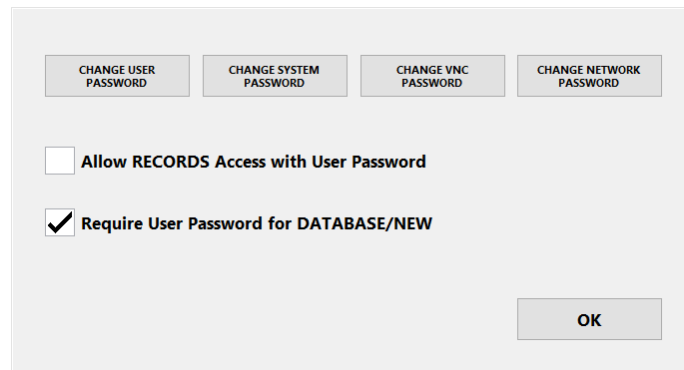 CHANGE USER
PASSWORD
CHANGE SYSTEM
PASSWORD
CHANGE VNC
PASSWORD
CHANGE NETWORK
PASSWORD
Allow RECORDS Access with User Password
Require User Password for DATABASE/NEW
OK